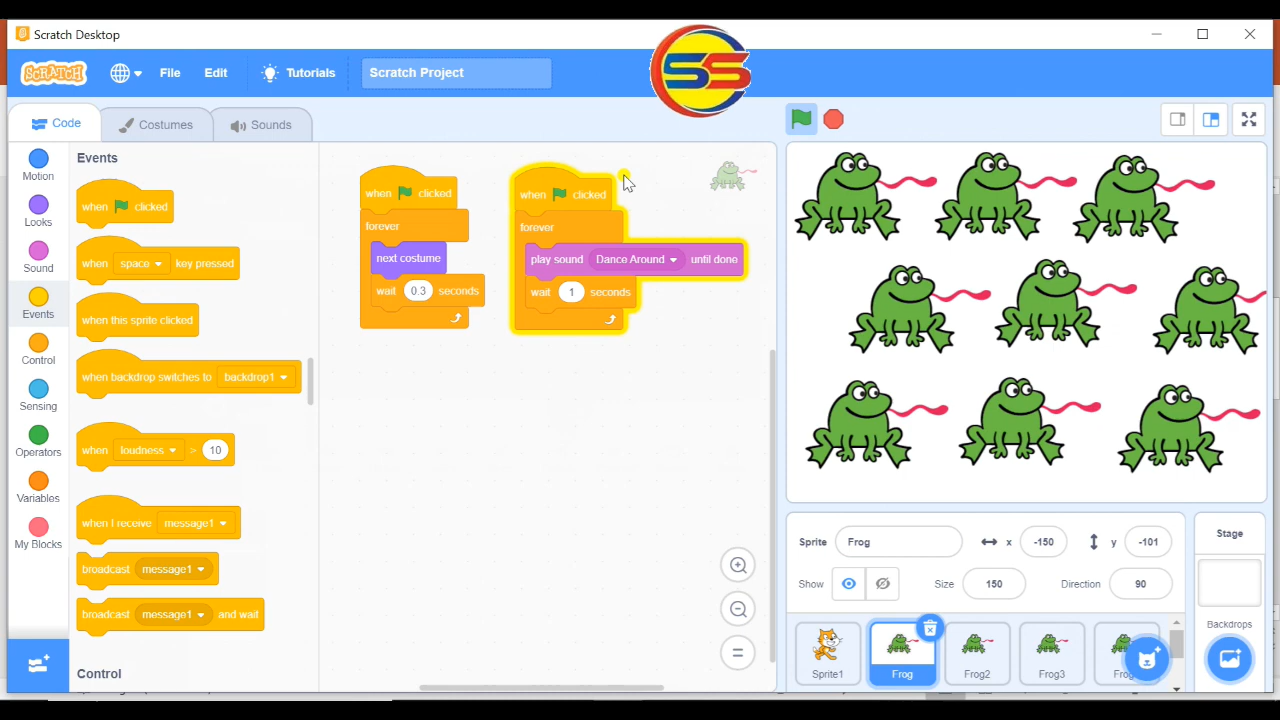 Scratch Desktop
SCRATCH File Edit Tutorials Scratch Project
SS
Code Costumes Sounds
Motion
Looks
Sound
Events
Control
Sensing
Operators
Variables
My Blocks
Events
when clicked
when space key pressed
when this sprite clicked
when backdrop switches to backdrop1
when loudness > 10
when I receive message1
broadcast message1
broadcast message1 and wait
Control
when clicked
forever
next costume
wait 0.3 seconds
when clicked
forever
play sound Dance Around until done
wait 1 seconds
Sprite Frog x -150 y -101
Show Size 150 Direction 90
Sprite1 Frog Frog2 Frog3
Stage
Backdrops